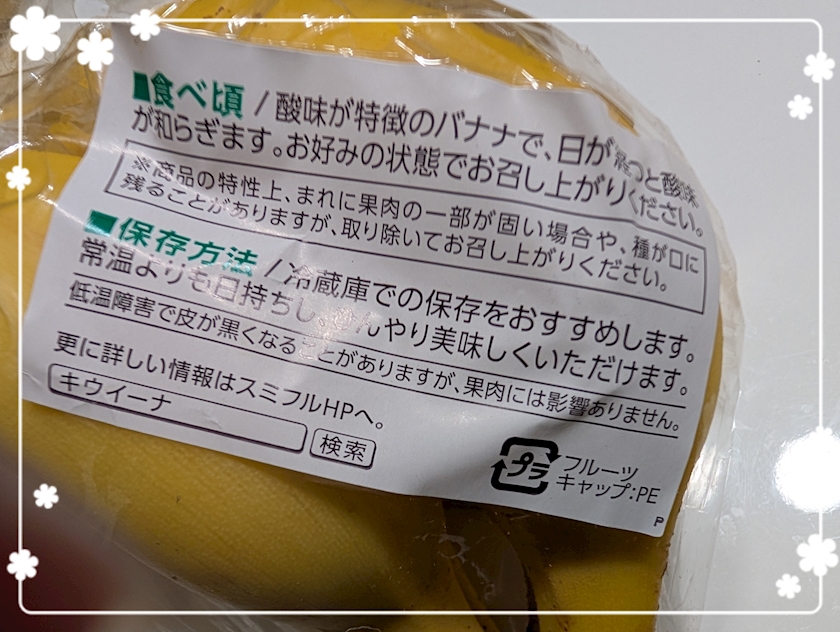 ■食べ頃 / 酸味が特徴のバナナで、日がたつと酸味
が和らぎます。お好みの状態でお召し上がりください。
※商品の特性上、まれに果肉の一部が固い場合や、種が口に
残ることがありますが、取り除いてお召し上がりください。
■保存方法 / 冷蔵庫での保存をおすすめします。
常温よりも日持ちし、ひんやり美味しくいただけます。
低温障害で皮が黒くなることがありますが、果肉には影響ありません。
更に詳しい情報はスミフルHPへ。
キウイーナ 検索
プラ フルーツ
キャップ:PE
P